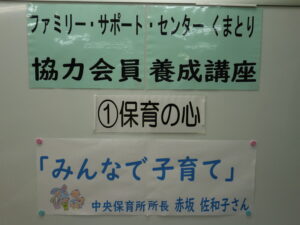 ファミリー・サポート・センターくまとり
協力会員 養成講座
①保育の心
「みんなで子育て」
中央保育所所長 赤坂 佐和子さん